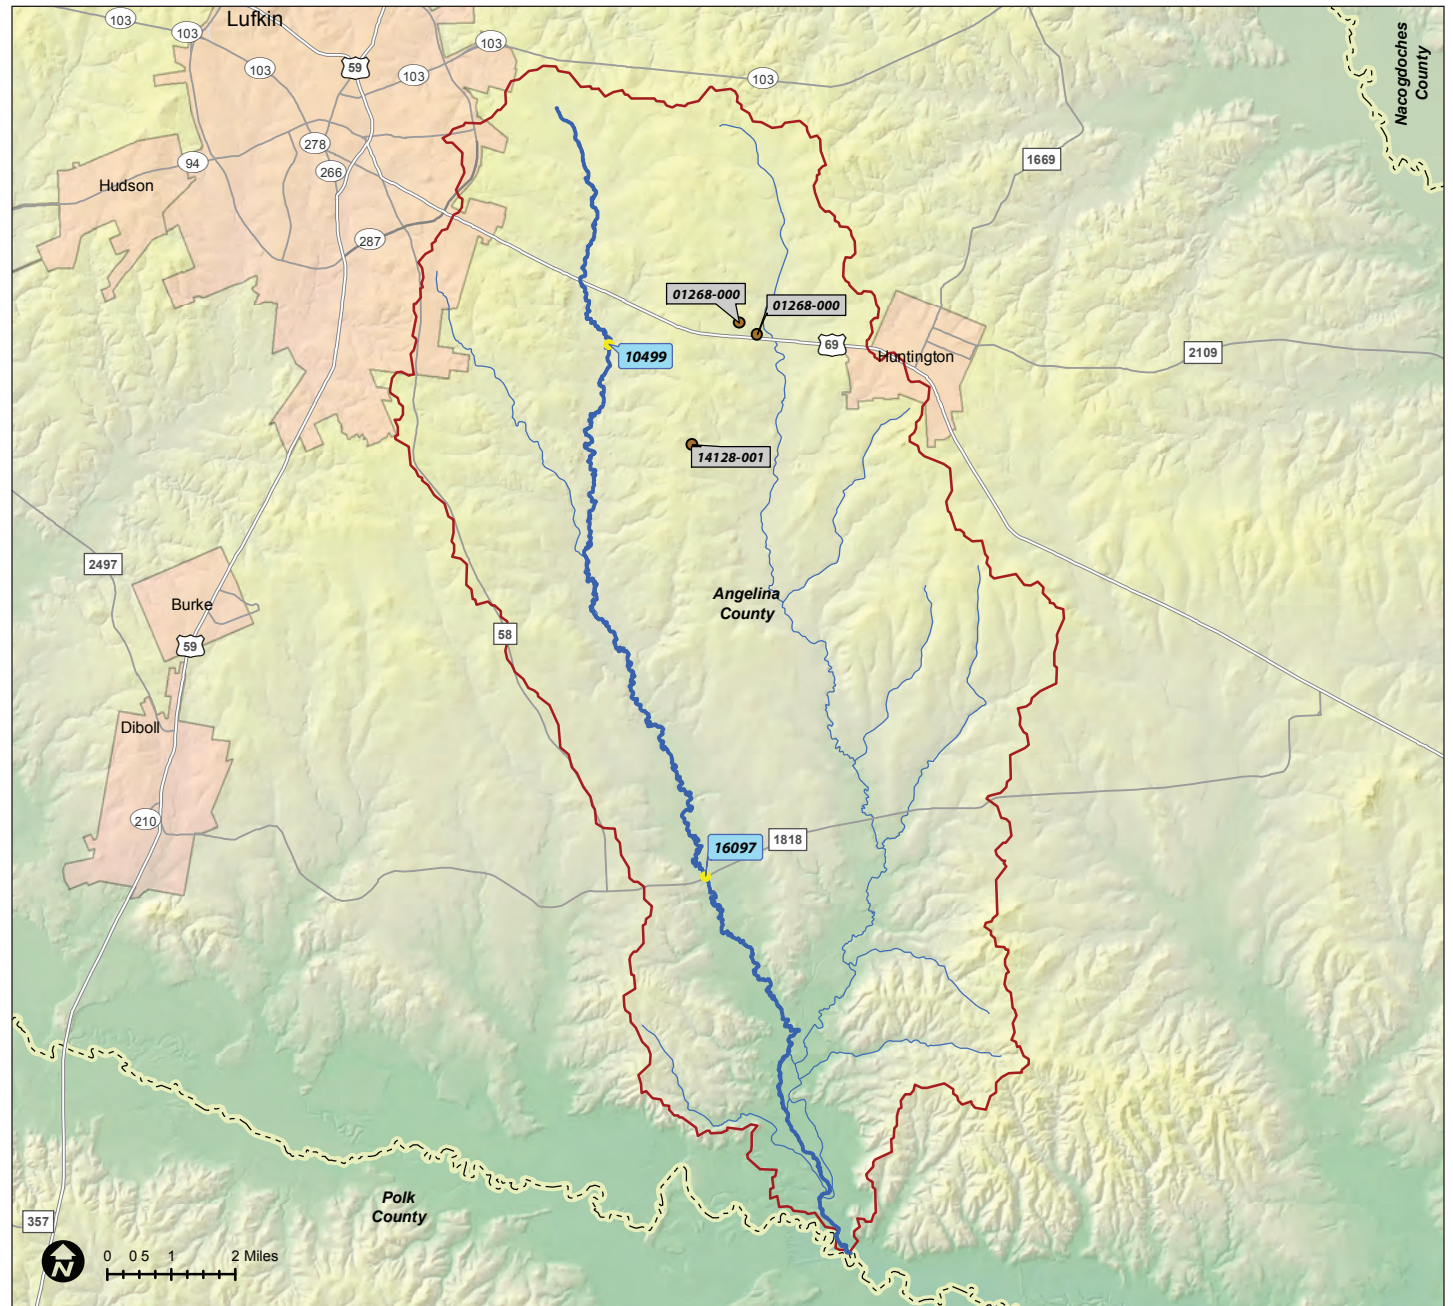 Lufkin
103
103
103
103
103
59
103
Nacogdoches
County
278
266
94
Hudson
1669
287
01268-000
01268-000
69
Huntington
2109
10499
14128-001
2497
Burke
59
Angelina
County
58
Diboll
210
16097
1818
Polk
County
357
N
0 0 5 1 2 Miles